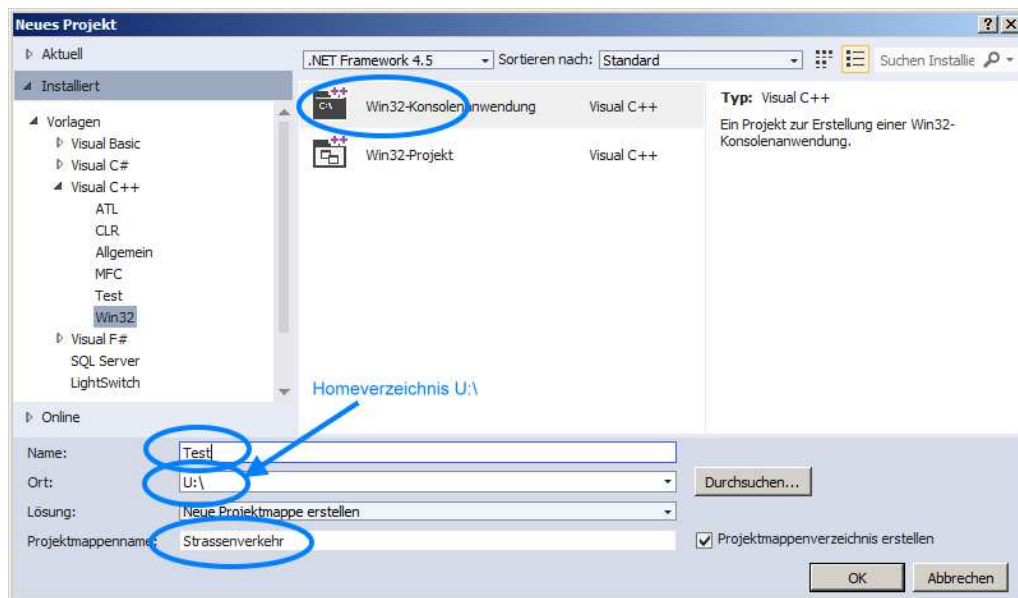 Neues Projekt
Aktuell
.NET Framework 4.5 Sortieren nach: Standard Suchen Installie
Installiert
Vorlagen
Visual Basic
Visual C#
Visual C++
ATL
CLR
Allgemein
MFC
Test
Win32
Visual F#
SQL Server
LightSwitch
Online
Win32-Konsolenanwendung Visual C++
Win32-Projekt Visual C++
Typ: Visual C++
Ein Projekt zur Erstellung einer Win32-
Konsolenanwendung.
Homeverzeichnis U:\
Name: Test
Ort: U:\ Durchsuchen...
Lösung: Neue Projektmappe erstellen
Projektmappenname: Strassenverkehr Projektmappenverzeichnis erstellen
OK Abbrechen